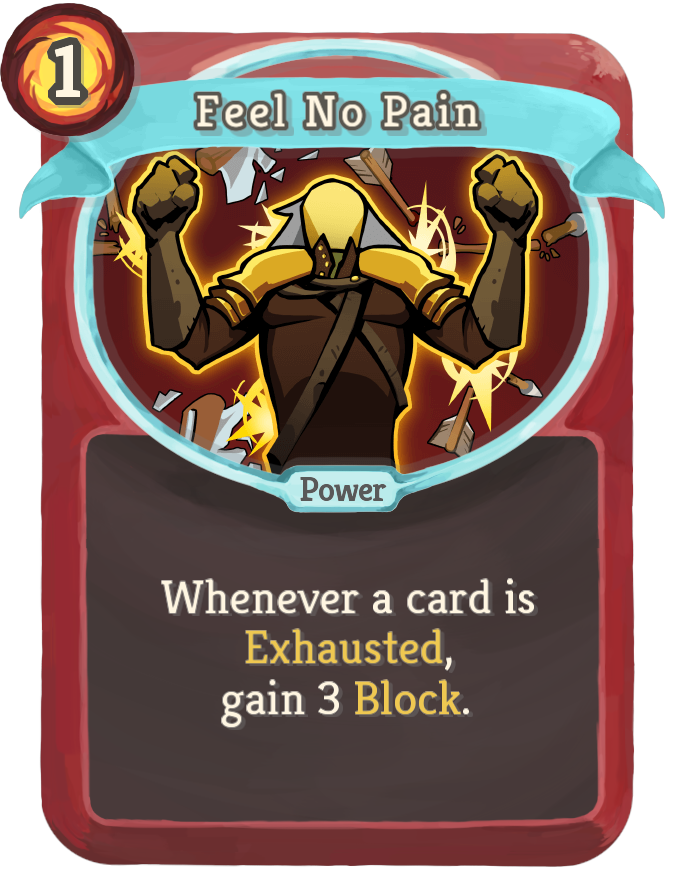 1
Feel No Pain
Power
Whenever a card is
Exhausted,
gain 3 Block.